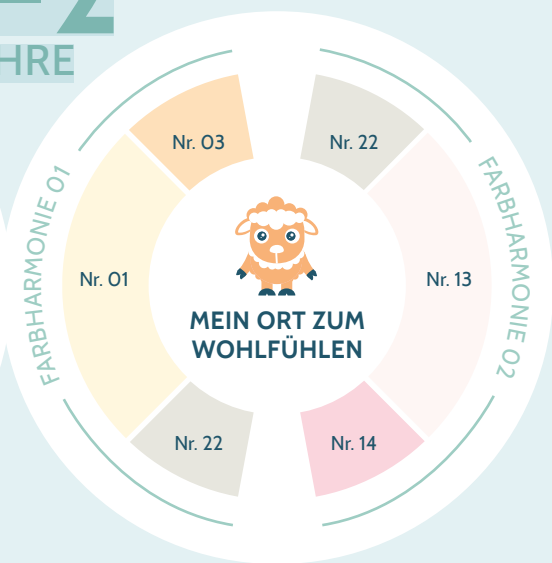 HRE
FARBHARMONIE 01
Nr. 03
Nr. 01
Nr. 22
MEIN ORT ZUM
WOHLFÜHLEN
Nr. 22
Nr. 13
Nr. 14
FARBHARMONIE 02